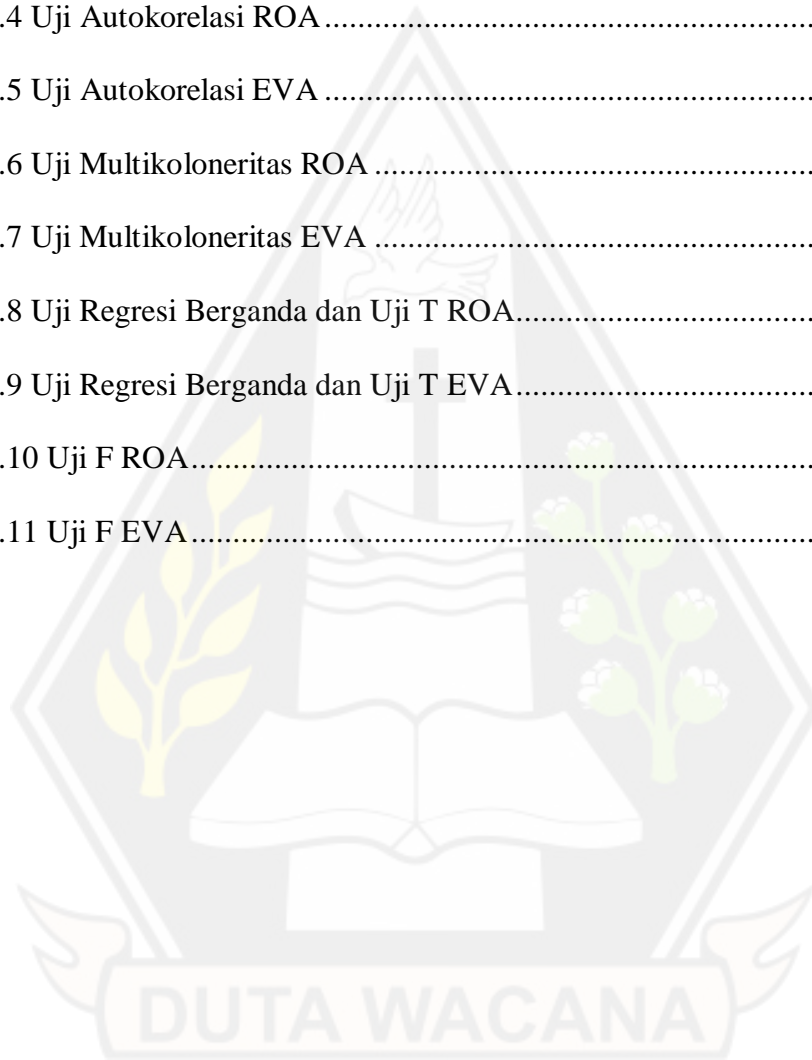 .4 Uji Autokorelasi ROA ............................................................
.5 Uji Autokorelasi EVA ............................................................
.6 Uji Multikoloneritas ROA ......................................................
.7 Uji Multikoloneritas EVA ......................................................
.8 Uji Regresi Berganda dan Uji T ROA....................................
.9 Uji Regresi Berganda dan Uji T EVA....................................
.10 Uji F ROA..............................................................................
.11 Uji F EVA..............................................................................
DUTA WACANA